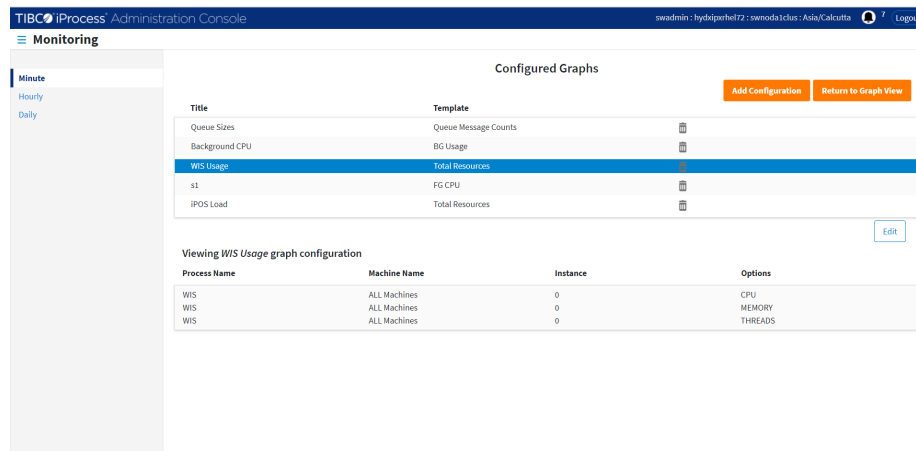 TIBCO iProcess® Administration Console swadmin : hydxipxrhel72 : swnoda1clus : Asia/Calcutta 7
☰ Monitoring
Minute
Hourly
Daily
Configured Graphs
Add Configuration Return to Graph View
Title Template
Queue Sizes Queue Message Counts
Background CPU BG Usage
WIS Usage Total Resources
s1 FG CPU
iPOS Load Total Resources
Edit
Viewing WIS Usage graph configuration
Process Name Machine Name Instance Options
WIS ALL Machines 0 CPU
WIS ALL Machines 0 MEMORY
WIS ALL Machines 0 THREADS